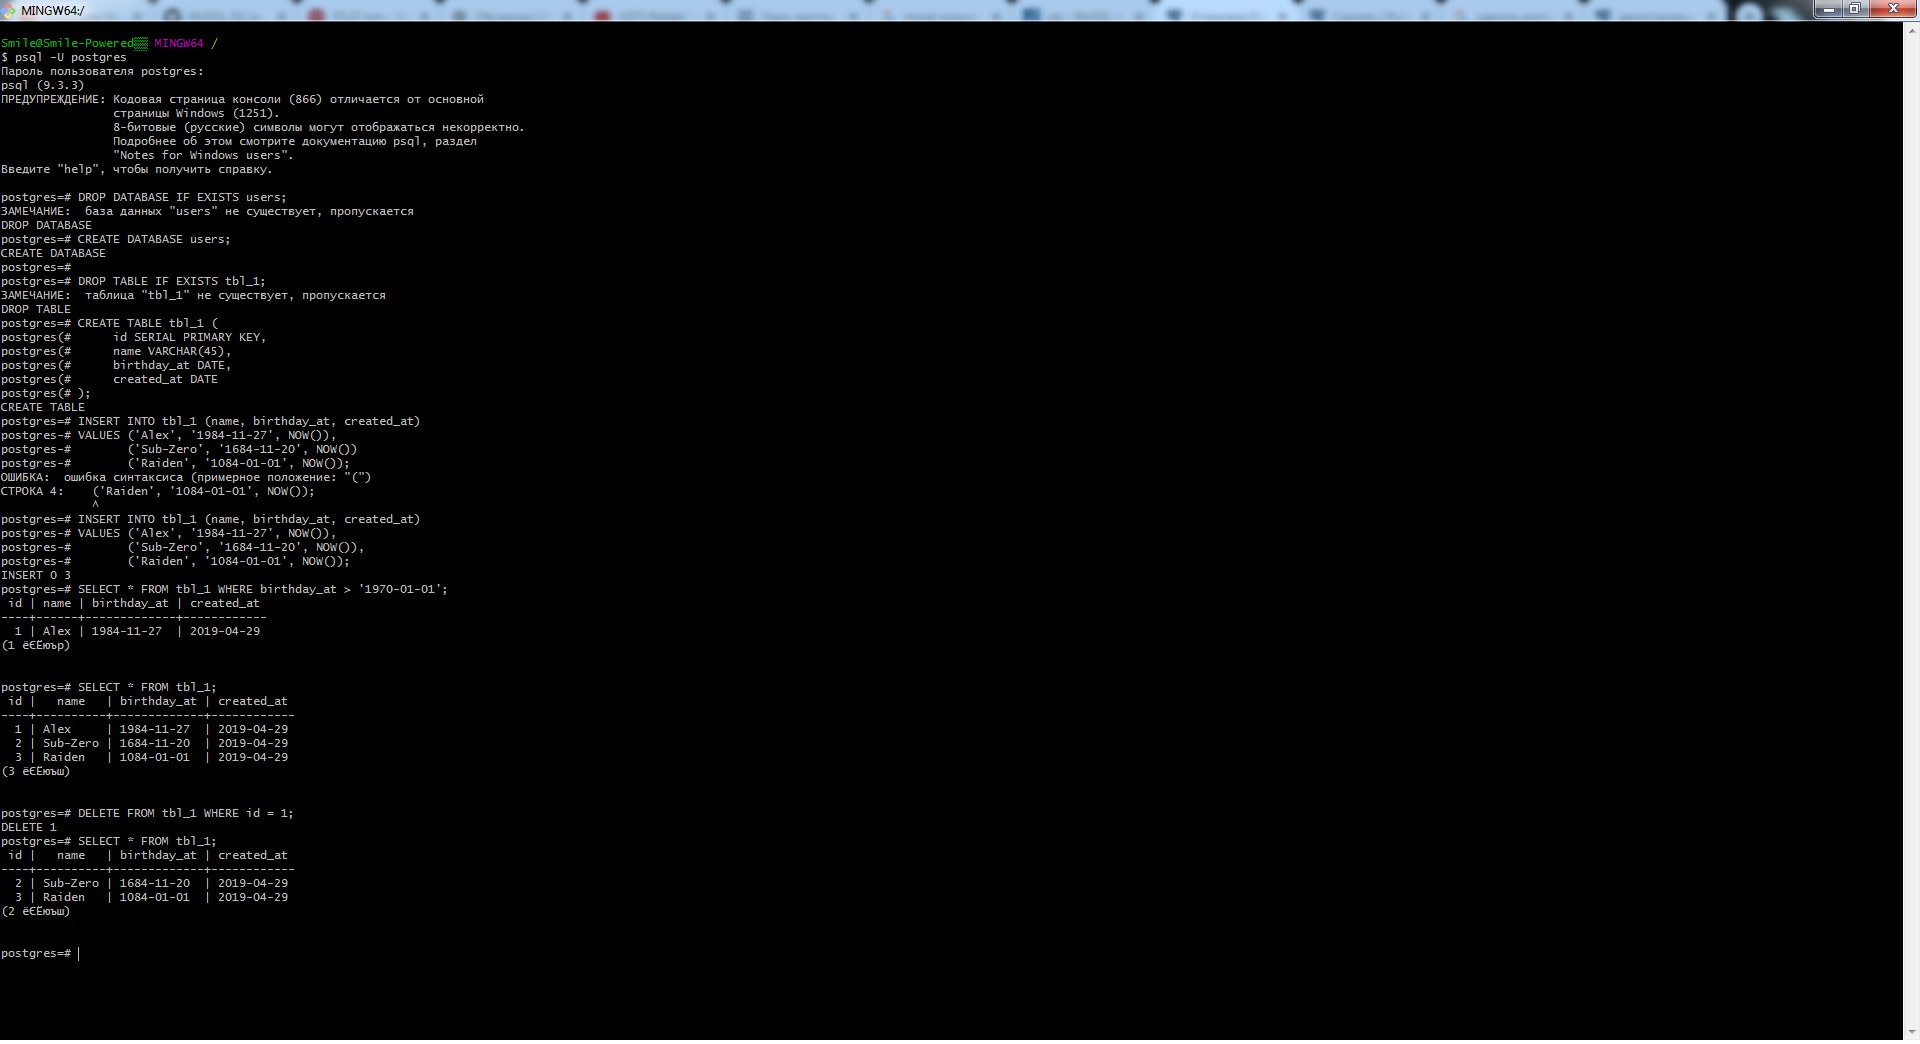 MINGW64:/
Smile@Smile-Powered▒▒ MINGW64 /
$ psql -U postgres
Пароль пользователя postgres:
psql (9.3.3)
ПРЕДУПРЕЖДЕНИЕ: Кодовая страница консоли (866) отличается от основной
                страницы Windows (1251).
                8-битовые (русские) символы могут отображаться некорректно.
                Подробнее об этом смотрите документацию psql, раздел
                "Notes for Windows users".
Введите "help", чтобы получить справку.

postgres=# DROP DATABASE IF EXISTS users;
ЗАМЕЧАНИЕ:  база данных "users" не существует, пропускается
DROP DATABASE
postgres=# CREATE DATABASE users;
CREATE DATABASE
postgres=#
postgres=# DROP TABLE IF EXISTS tbl_1;
ЗАМЕЧАНИЕ:  таблица "tbl_1" не существует, пропускается
DROP TABLE
postgres=# CREATE TABLE tbl_1 (
postgres(#      id SERIAL PRIMARY KEY,
postgres(#      name VARCHAR(45),
postgres(#      birthday_at DATE,
postgres(#      created_at DATE
postgres(# );
CREATE TABLE
postgres=# INSERT INTO tbl_1 (name, birthday_at, created_at)
postgres-# VALUES ('Alex', '1984-11-27', NOW()),
postgres-#        ('Sub-Zero', '1684-11-20', NOW())
postgres-#        ('Raiden', '1084-01-01', NOW());
ОШИБКА:  ошибка синтаксиса (примерное положение: "(")
СТРОКА 4:    ('Raiden', '1084-01-01', NOW());
             ^
postgres=# INSERT INTO tbl_1 (name, birthday_at, created_at)
postgres-# VALUES ('Alex', '1984-11-27', NOW()),
postgres-#        ('Sub-Zero', '1684-11-20', NOW()),
postgres-#        ('Raiden', '1084-01-01', NOW());
INSERT 0 3
postgres=# SELECT * FROM tbl_1 WHERE birthday_at > '1970-01-01';
 id | name | birthday_at | created_at
----+------+-------------+------------
  1 | Alex | 1984-11-27  | 2019-04-29
(1 ёЄЁюър)

postgres=# SELECT * FROM tbl_1;
 id |   name   | birthday_at | created_at
----+----------+-------------+------------
  1 | Alex     | 1984-11-27  | 2019-04-29
  2 | Sub-Zero | 1684-11-20  | 2019-04-29
  3 | Raiden   | 1084-01-01  | 2019-04-29
(3 ёЄЁюъш)

postgres=# DELETE FROM tbl_1 WHERE id = 1;
DELETE 1
postgres=# SELECT * FROM tbl_1;
 id |   name   | birthday_at | created_at
----+----------+-------------+------------
  2 | Sub-Zero | 1684-11-20  | 2019-04-29
  3 | Raiden   | 1084-01-01  | 2019-04-29
(2 ёЄЁюъш)

postgres=#